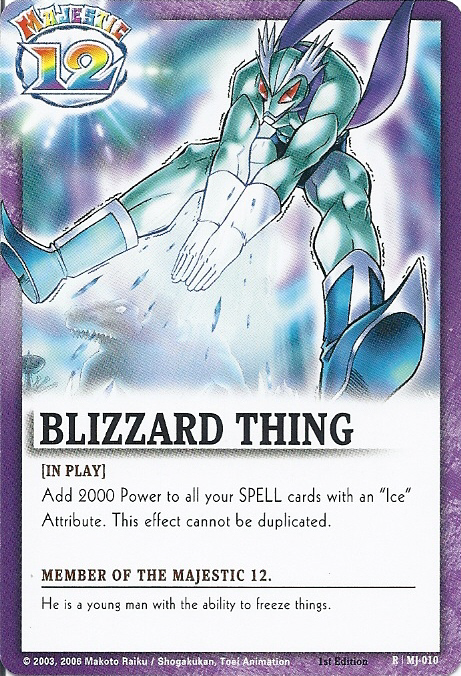 MAJESTIC
12
BLIZZARD THING
[IN PLAY]
Add 2000 Power to all your SPELL cards with an "Ice"
Attribute. This effect cannot be duplicated.
MEMBER OF THE MAJESTIC 12.
He is a young man with the ability to freeze things.
© 2003, 2006 Makoto Raiku / Shogakukan, Toei Animation 1st Edition R | MJ-010